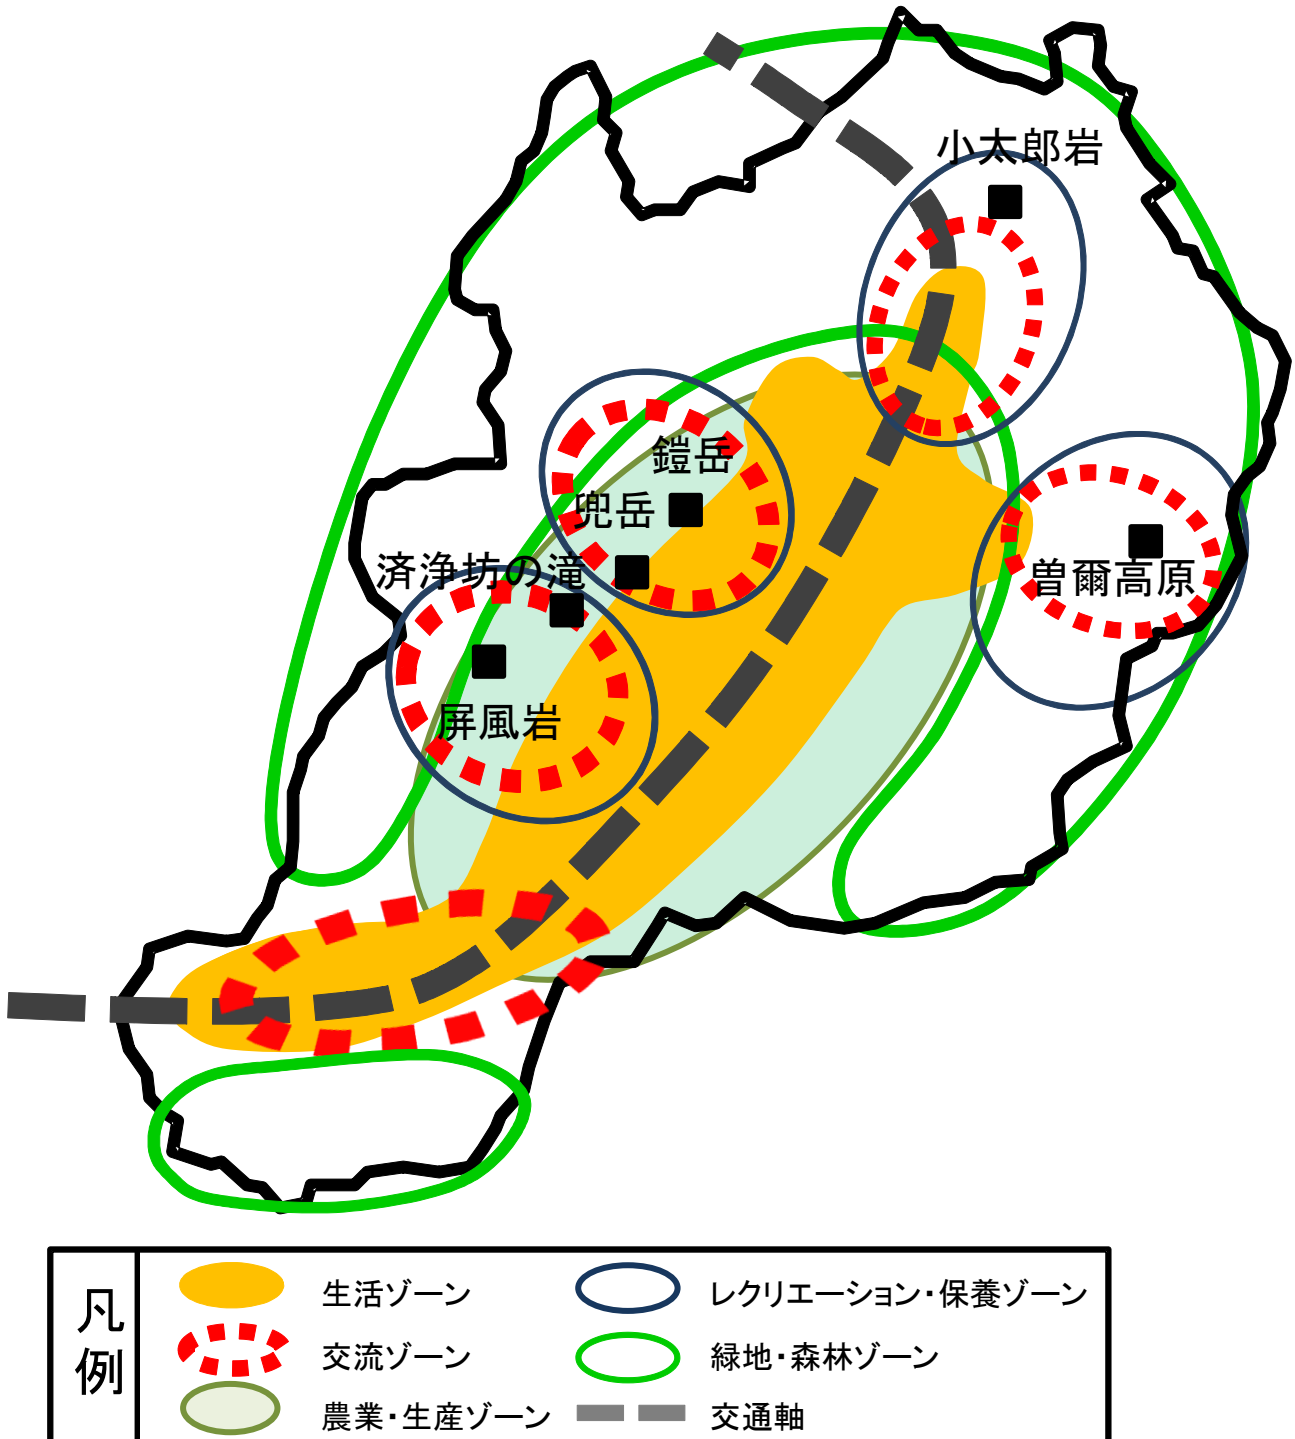 小太郎岩
鎧岳
兜岳
済浄坊の滝
曽爾高原
屏風岩
凡例
生活ゾーン
レクリエーション・保養ゾーン
交流ゾーン
緑地・森林ゾーン
農業・生産ゾーン
交通軸